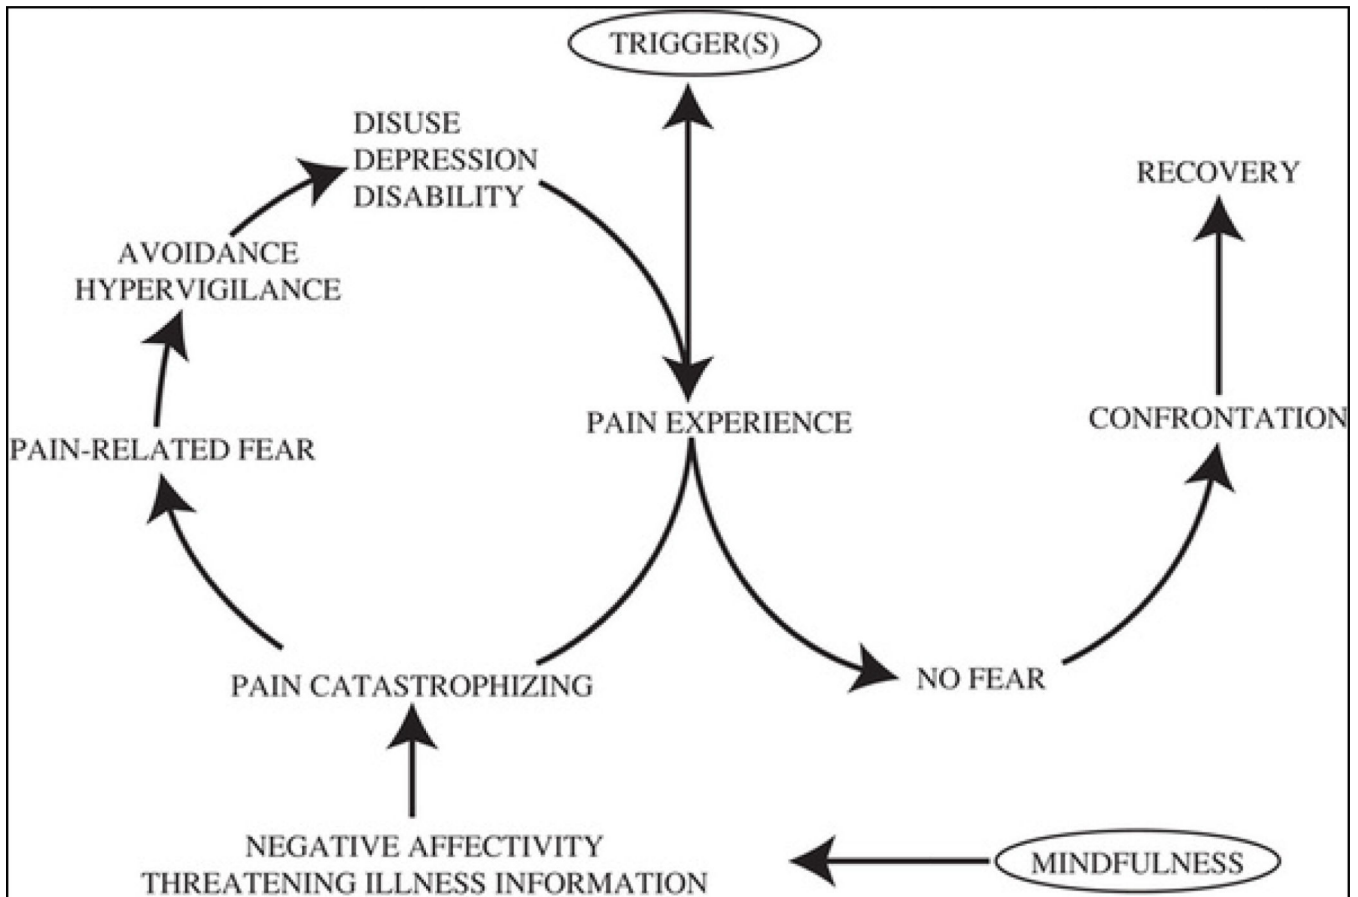 TRIGGER(S)
DISUSE
DEPRESSION
DISABILITY
RECOVERY
AVOIDANCE
HYPERVIGILANCE
PAIN EXPERIENCE
CONFRONTATION
PAIN-RELATED FEAR
PAIN CATASTROPHIZING
NO FEAR
NEGATIVE AFFECTIVITY
THREATENING ILLNESS INFORMATION
MINDFULNESS